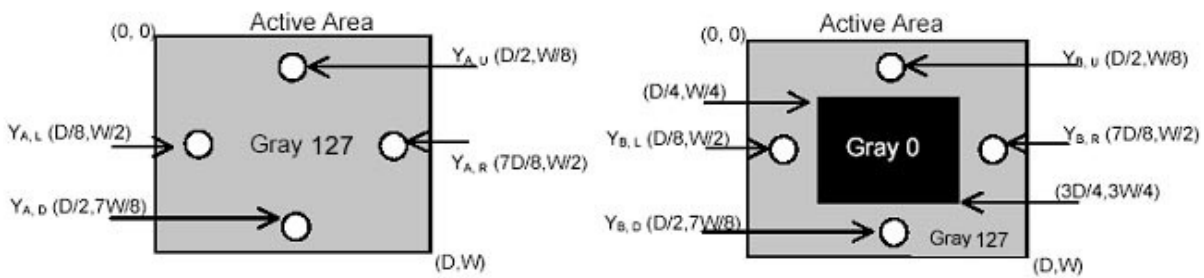 Active Area
(0, 0)
Y_A, U (D/2,W/8)
Y_A, L (D/8,W/2)
Gray 127
Y_A, R (7D/8,W/2)
Y_A, D (D/2,7W/8)
(D,W)
Active Area
(0, 0)
Y_B, U (D/2,W/8)
(D/4,W/4)
Y_B, L (D/8,W/2)
Gray 0
Y_B, R (7D/8,W/2)
(3D/4,3W/4)
Y_B, D (D/2,7W/8)
Gray 127
(D,W)